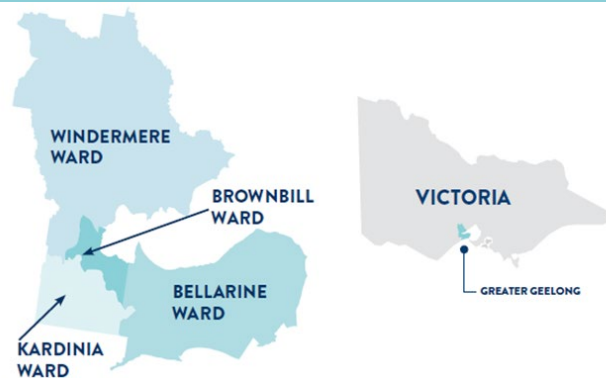 WINDERMERE
WARD
BROWNBILL
WARD
BELLARINE
WARD
KARDINIA
WARD
VICTORIA
GREATER GEELONG